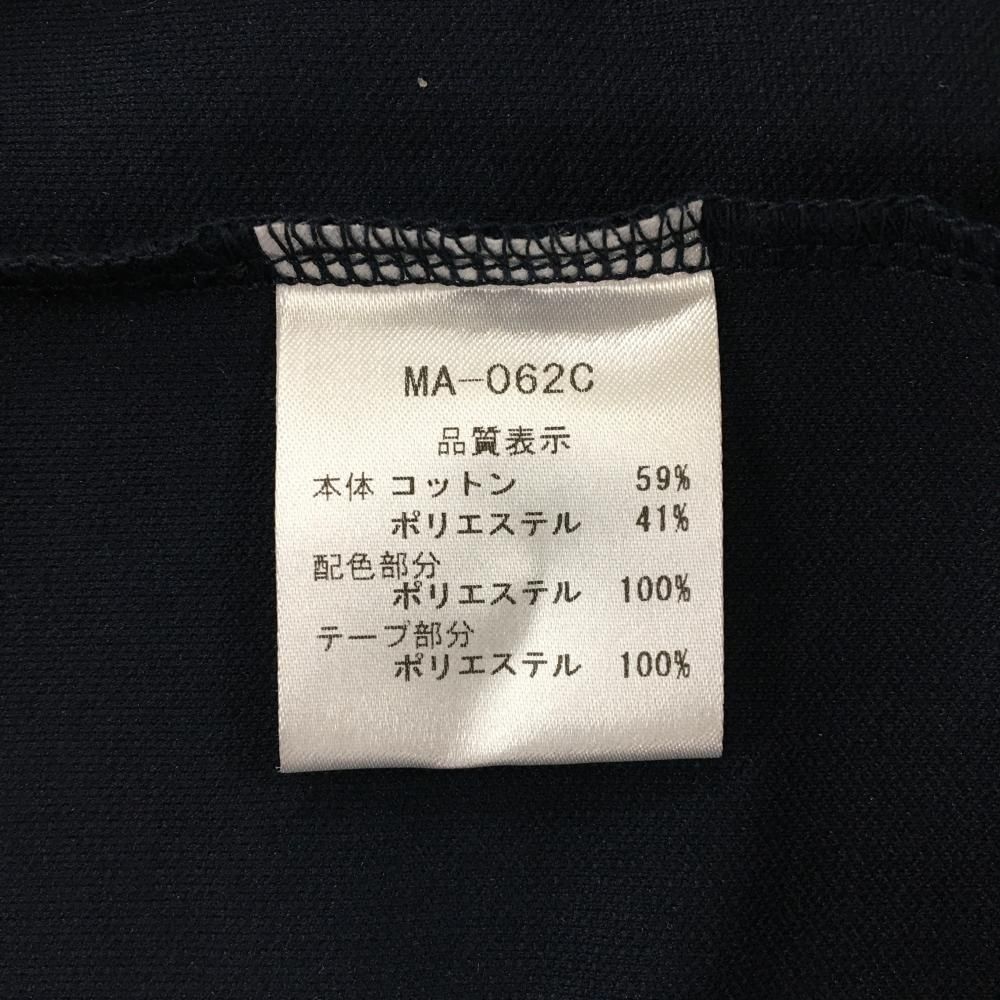 MA-062C
品質表示
本体 コットン 59%
ポリエステル 41%
配色部分
ポリエステル 100%
テープ部分
ポリエステル 100%